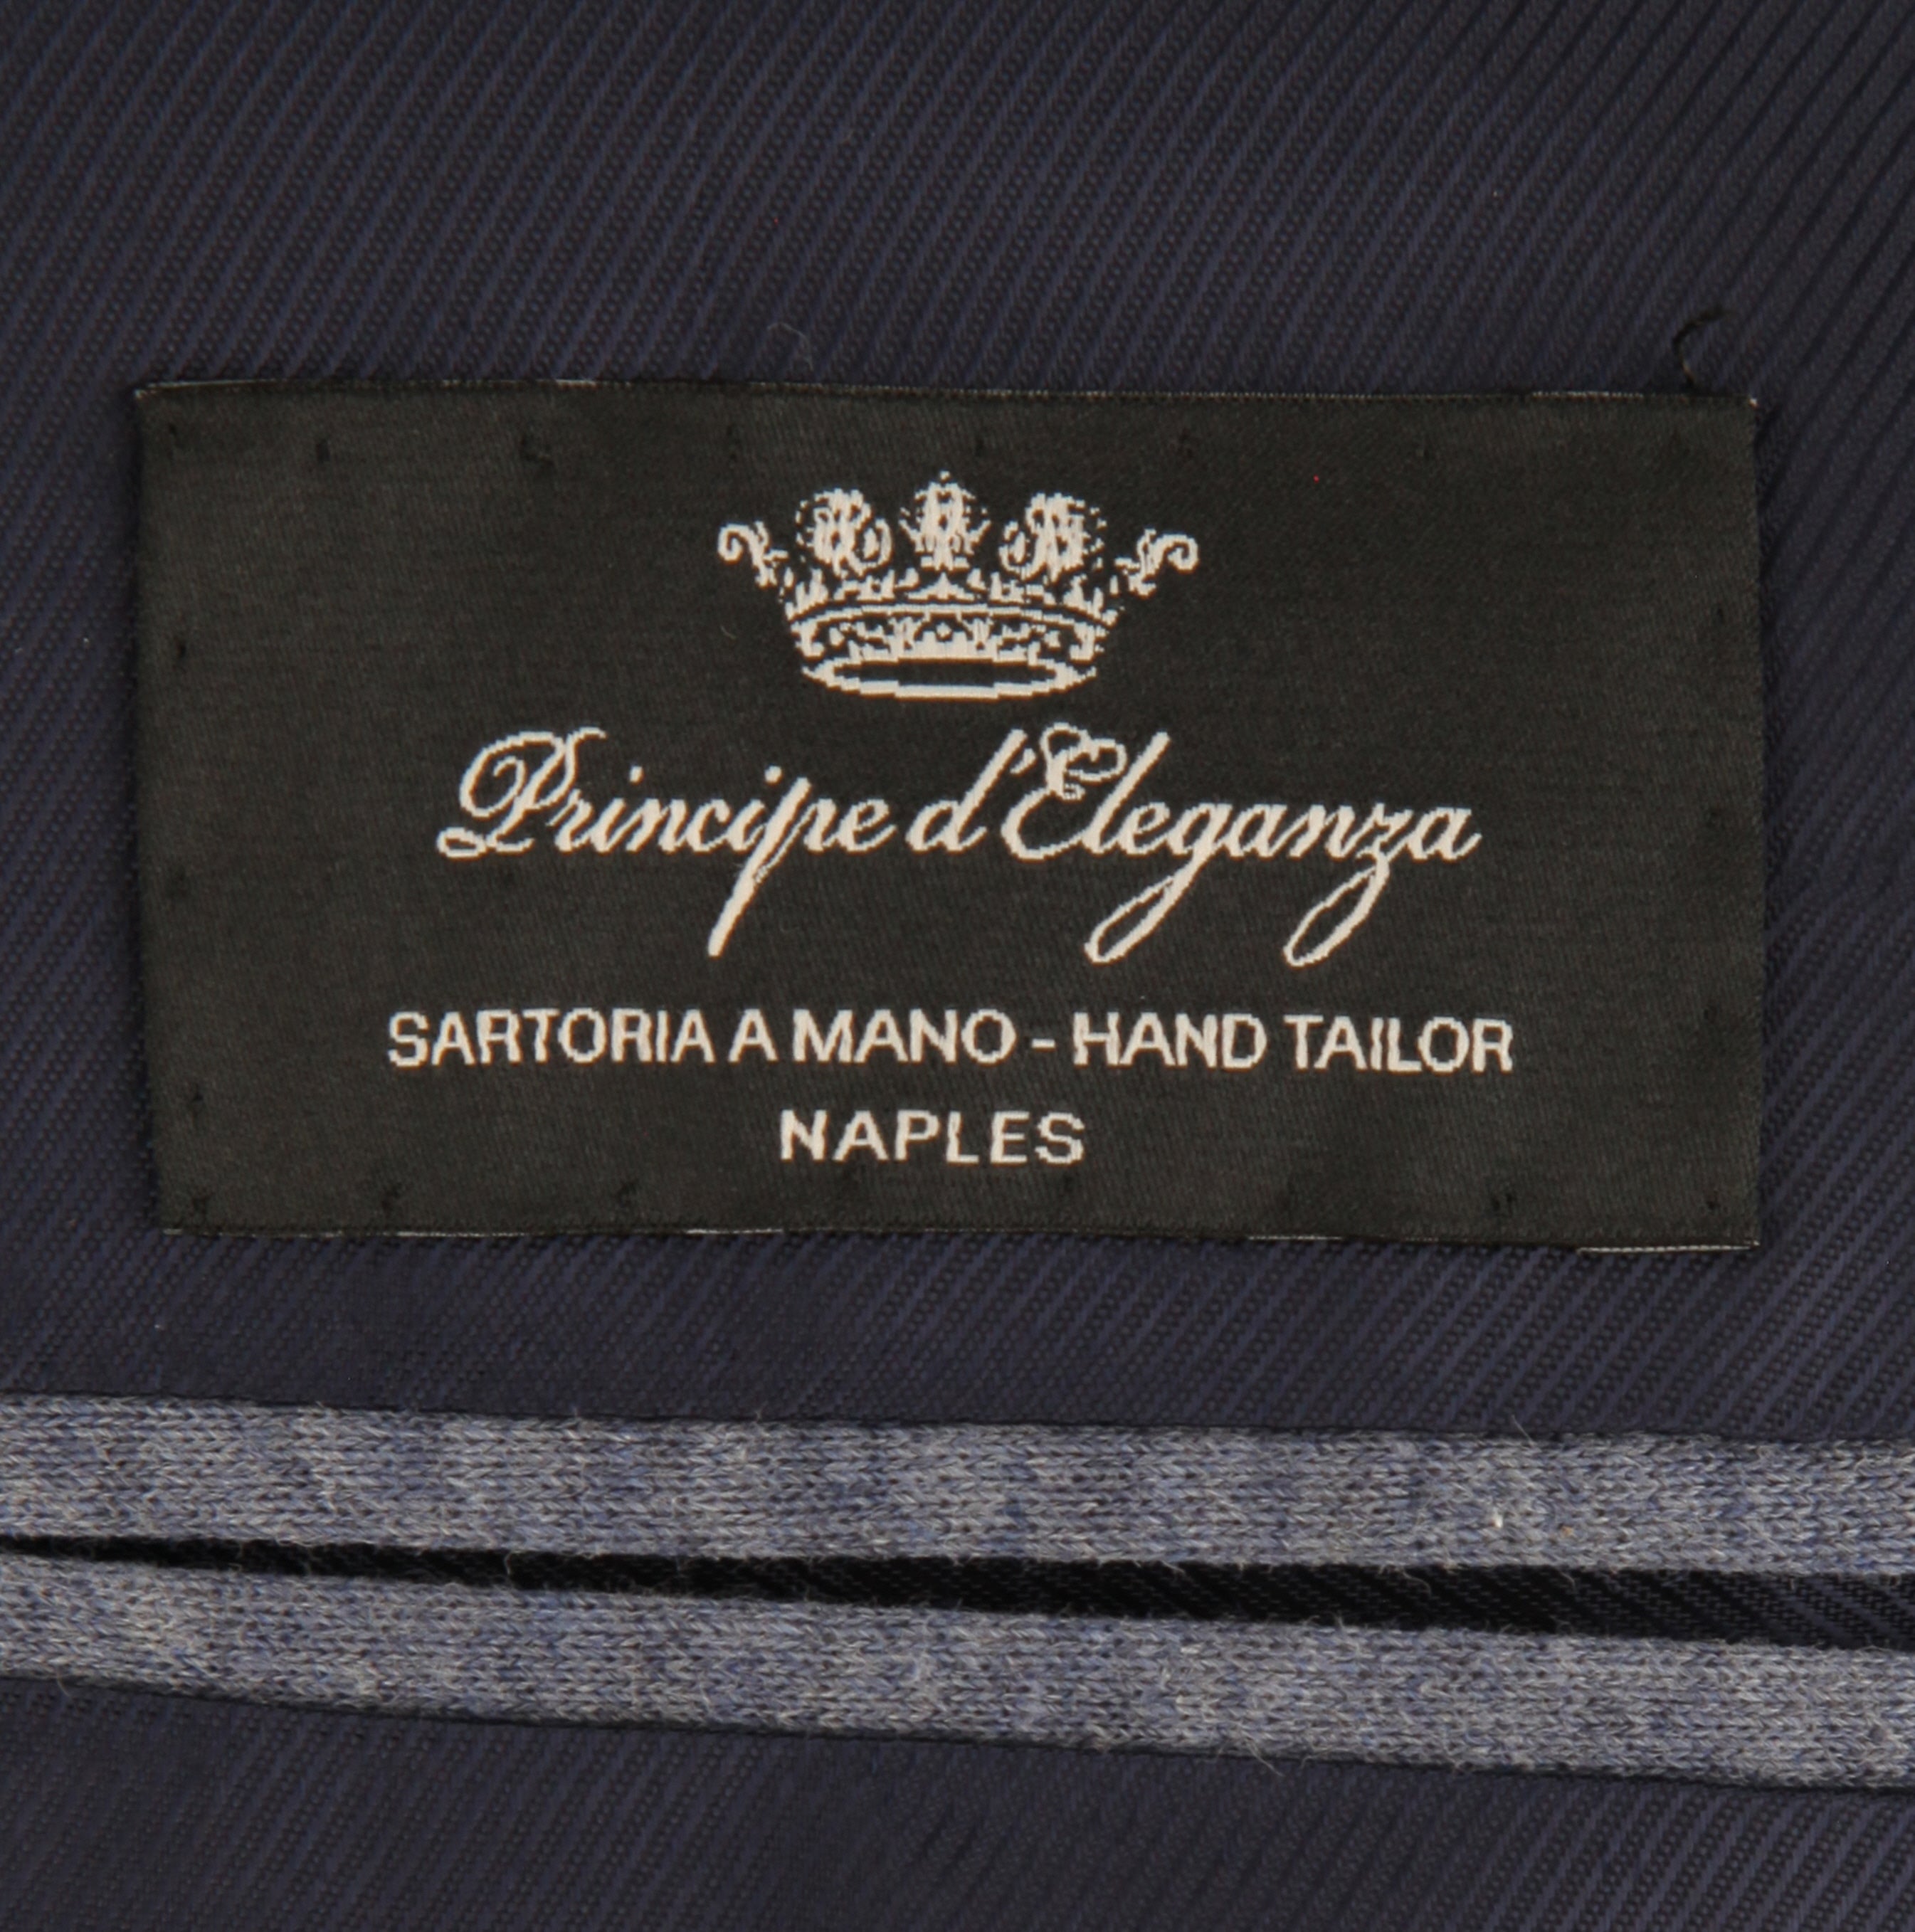 Principe d'Eleganza
SARTORIA A MANO - HAND TAILOR
NAPLES